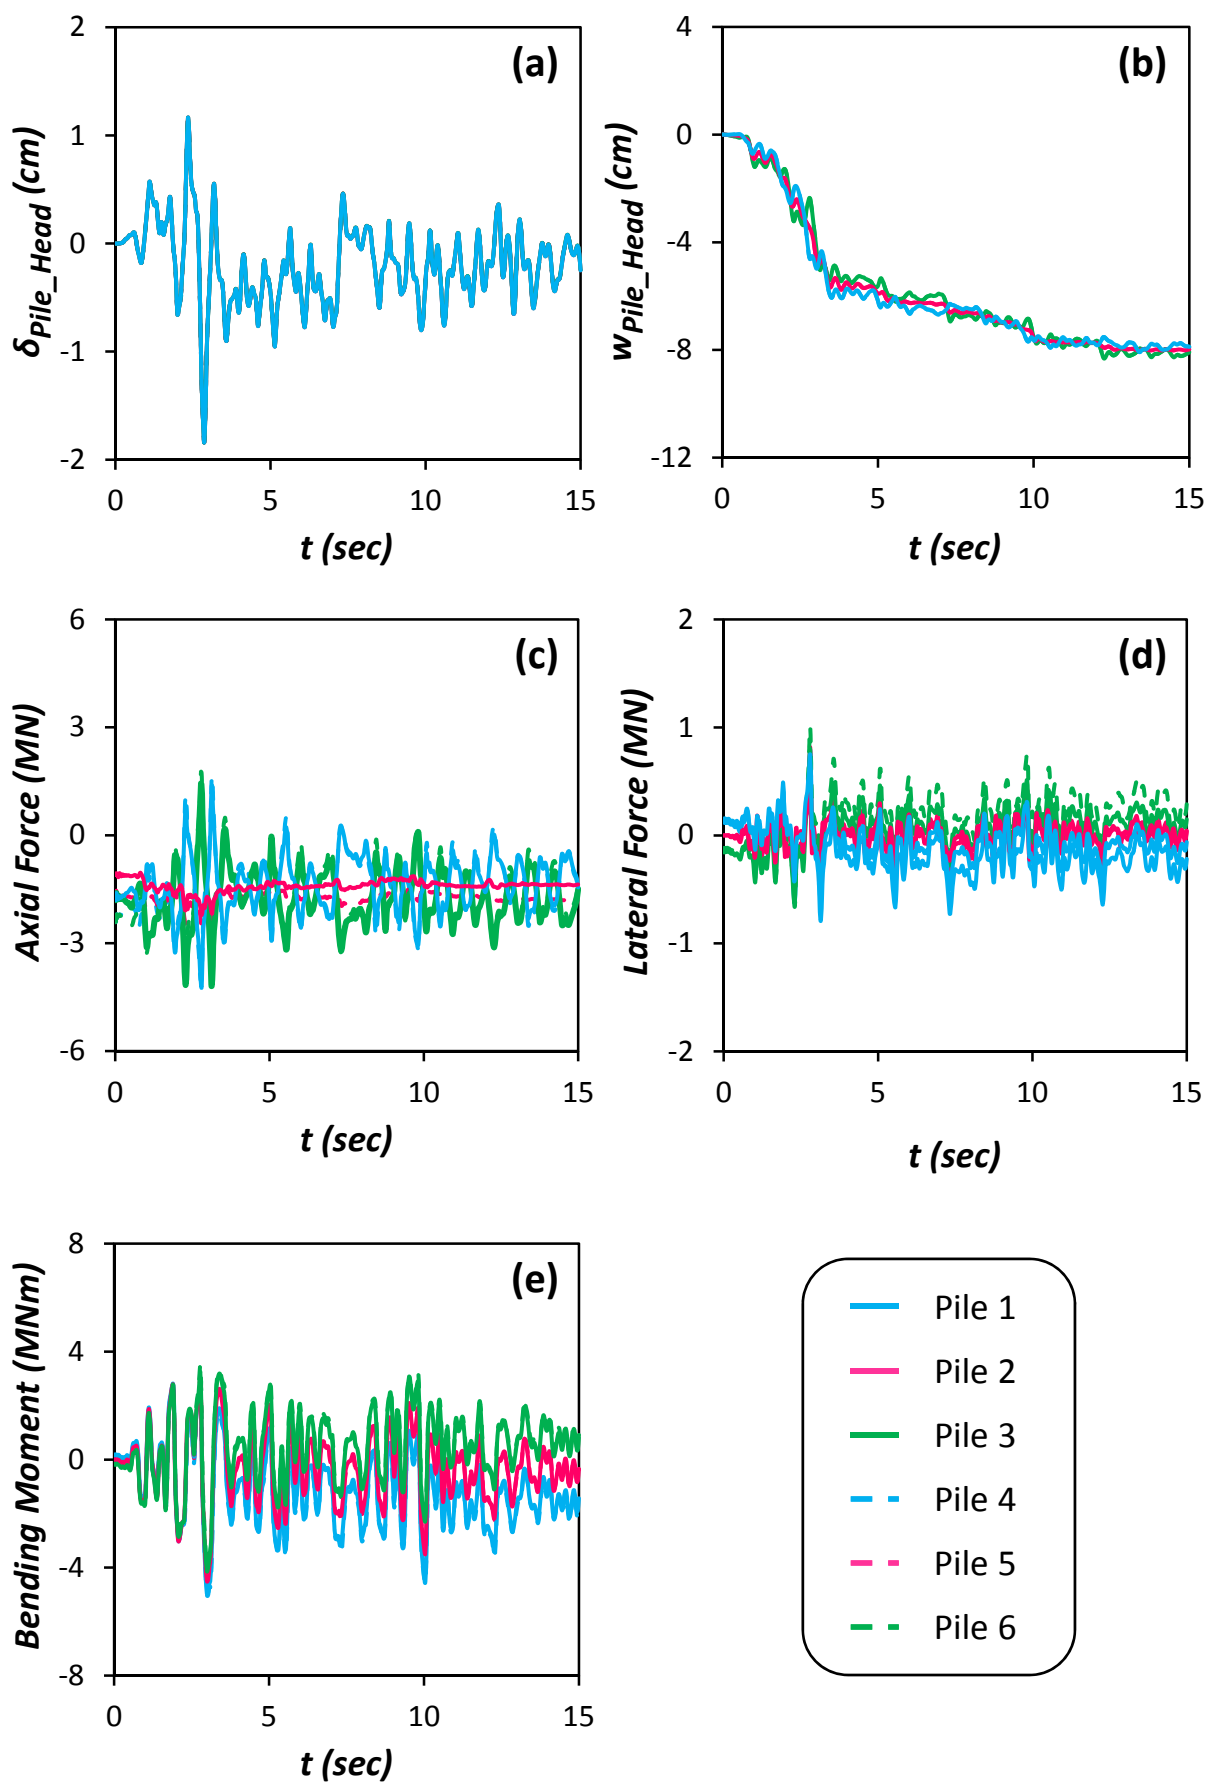 (a)
δPile_Head (cm)
2
1
0
-1
-2
0 5 10 15
t (sec)
(b)
wPile_Head (cm)
4
0
-4
-8
-12
0 5 10 15
t (sec)
(c)
Axial Force (MN)
6
3
0
-3
-6
0 5 10 15
t (sec)
(d)
Lateral Force (MN)
2
1
0
-1
-2
0 5 10 15
t (sec)
(e)
Bending Moment (MNm)
8
4
0
-4
-8
0 5 10 15
t (sec)
Pile 1
Pile 2
Pile 3
Pile 4
Pile 5
Pile 6